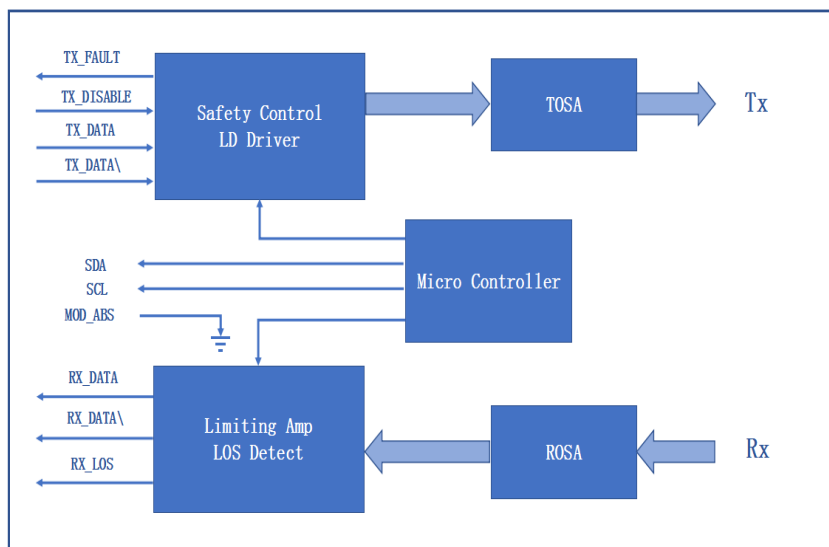 TX_FAULT
TX_DISABLE
TX_DATA
TX_DATA\
Safety Control
LD Driver
TOSA
Tx
SDA
SCL
MOD_ABS
Micro Controller
RX_DATA
RX_DATA\
RX_LOS
Limiting Amp
LOS Detect
ROSA
Rx